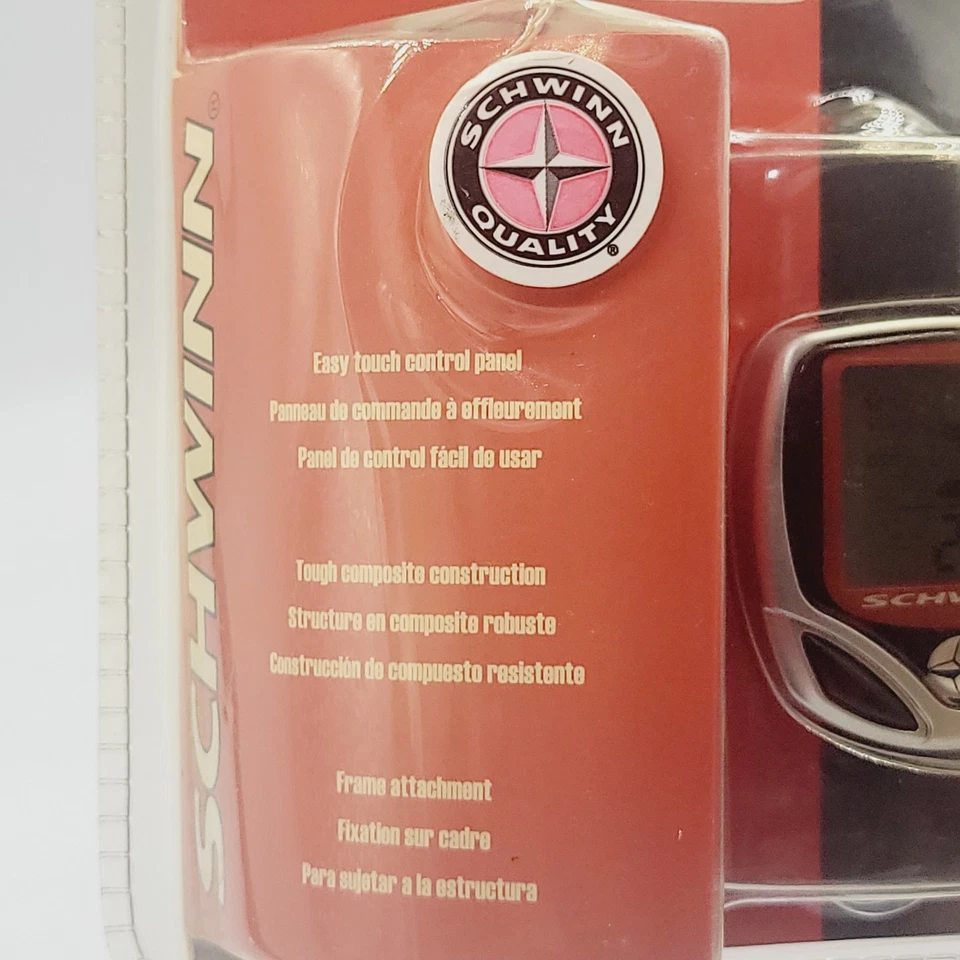 SCHWINN®
SCHWINN
QUALITY®
Easy touch control panel
Panneau de commande à effleurement
Panel de control fácil de usar
Tough composite construction
Structure en composite robuste
Construcción de compuesto resistente
Frame attachment
Fixation sur cadre
Para sujetar a la estructura